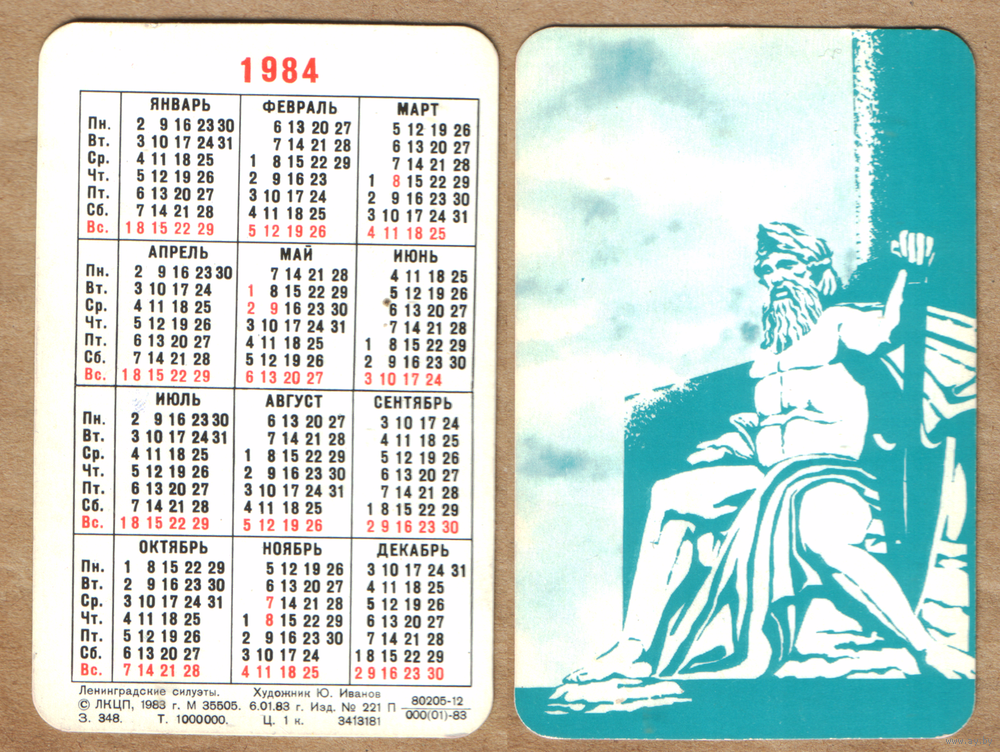 1984
ЯНВАРЬ ФЕВРАЛЬ МАРТ
Пн. 2 9 16 23 30 6 13 20 27 5 12 19 26
Вт. 3 10 17 24 31 7 14 21 28 6 13 20 27
Ср. 4 11 18 25 1 8 15 22 29 7 14 21 28
Чт. 5 12 19 26 2 9 16 23 1 8 15 22 29
Пт. 6 13 20 27 3 10 17 24 2 9 16 23 30
Сб. 7 14 21 28 4 11 18 25 3 10 17 24 31
Вс. 1 8 15 22 29 5 12 19 26 4 11 18 25
АПРЕЛЬ МАЙ ИЮНЬ
Пн. 2 9 16 23 30 7 14 21 28 4 11 18 25
Вт. 3 10 17 24 1 8 15 22 29 5 12 19 26
Ср. 4 11 18 25 2 9 16 23 30 6 13 20 27
Чт. 5 12 19 26 3 10 17 24 31 7 14 21 28
Пт. 6 13 20 27 4 11 18 25 1 8 15 22 29
Сб. 7 14 21 28 5 12 19 26 2 9 16 23 30
Вс. 1 8 15 22 29 6 13 20 27 3 10 17 24
ИЮЛЬ АВГУСТ СЕНТЯБРЬ
Пн. 2 9 16 23 30 6 13 20 27 3 10 17 24
Вт. 3 10 17 24 31 7 14 21 28 4 11 18 25
Ср. 4 11 18 25 1 8 15 22 29 5 12 19 26
Чт. 5 12 19 26 2 9 16 23 30 6 13 20 27
Пт. 6 13 20 27 3 10 17 24 31 7 14 21 28
Сб. 7 14 21 28 4 11 18 25 1 8 15 22 29
Вс. 1 8 15 22 29 5 12 19 26 2 9 16 23 30
ОКТЯБРЬ НОЯБРЬ ДЕКАБРЬ
Пн. 1 8 15 22 29 5 12 19 26 3 10 17 24 31
Вт. 2 9 16 23 30 6 13 20 27 4 11 18 25
Ср. 3 10 17 24 31 7 14 21 28 5 12 19 26
Чт. 4 11 18 25 1 8 15 22 29 6 13 20 27
Пт. 5 12 19 26 2 9 16 23 30 7 14 21 28
Сб. 6 13 20 27 3 10 17 24 1 8 15 22 29
Вс. 7 14 21 28 4 11 18 25 2 9 16 23 30
Ленинградские силуэты. Художник Ю. Иванов
© ЛКЦП, 1983 г. М 35505. 6.01.83 г. Изд. № 221 П 80205-12
З. 348. Т. 1000000. Ц. 1 к. 3413181 000(01)-83